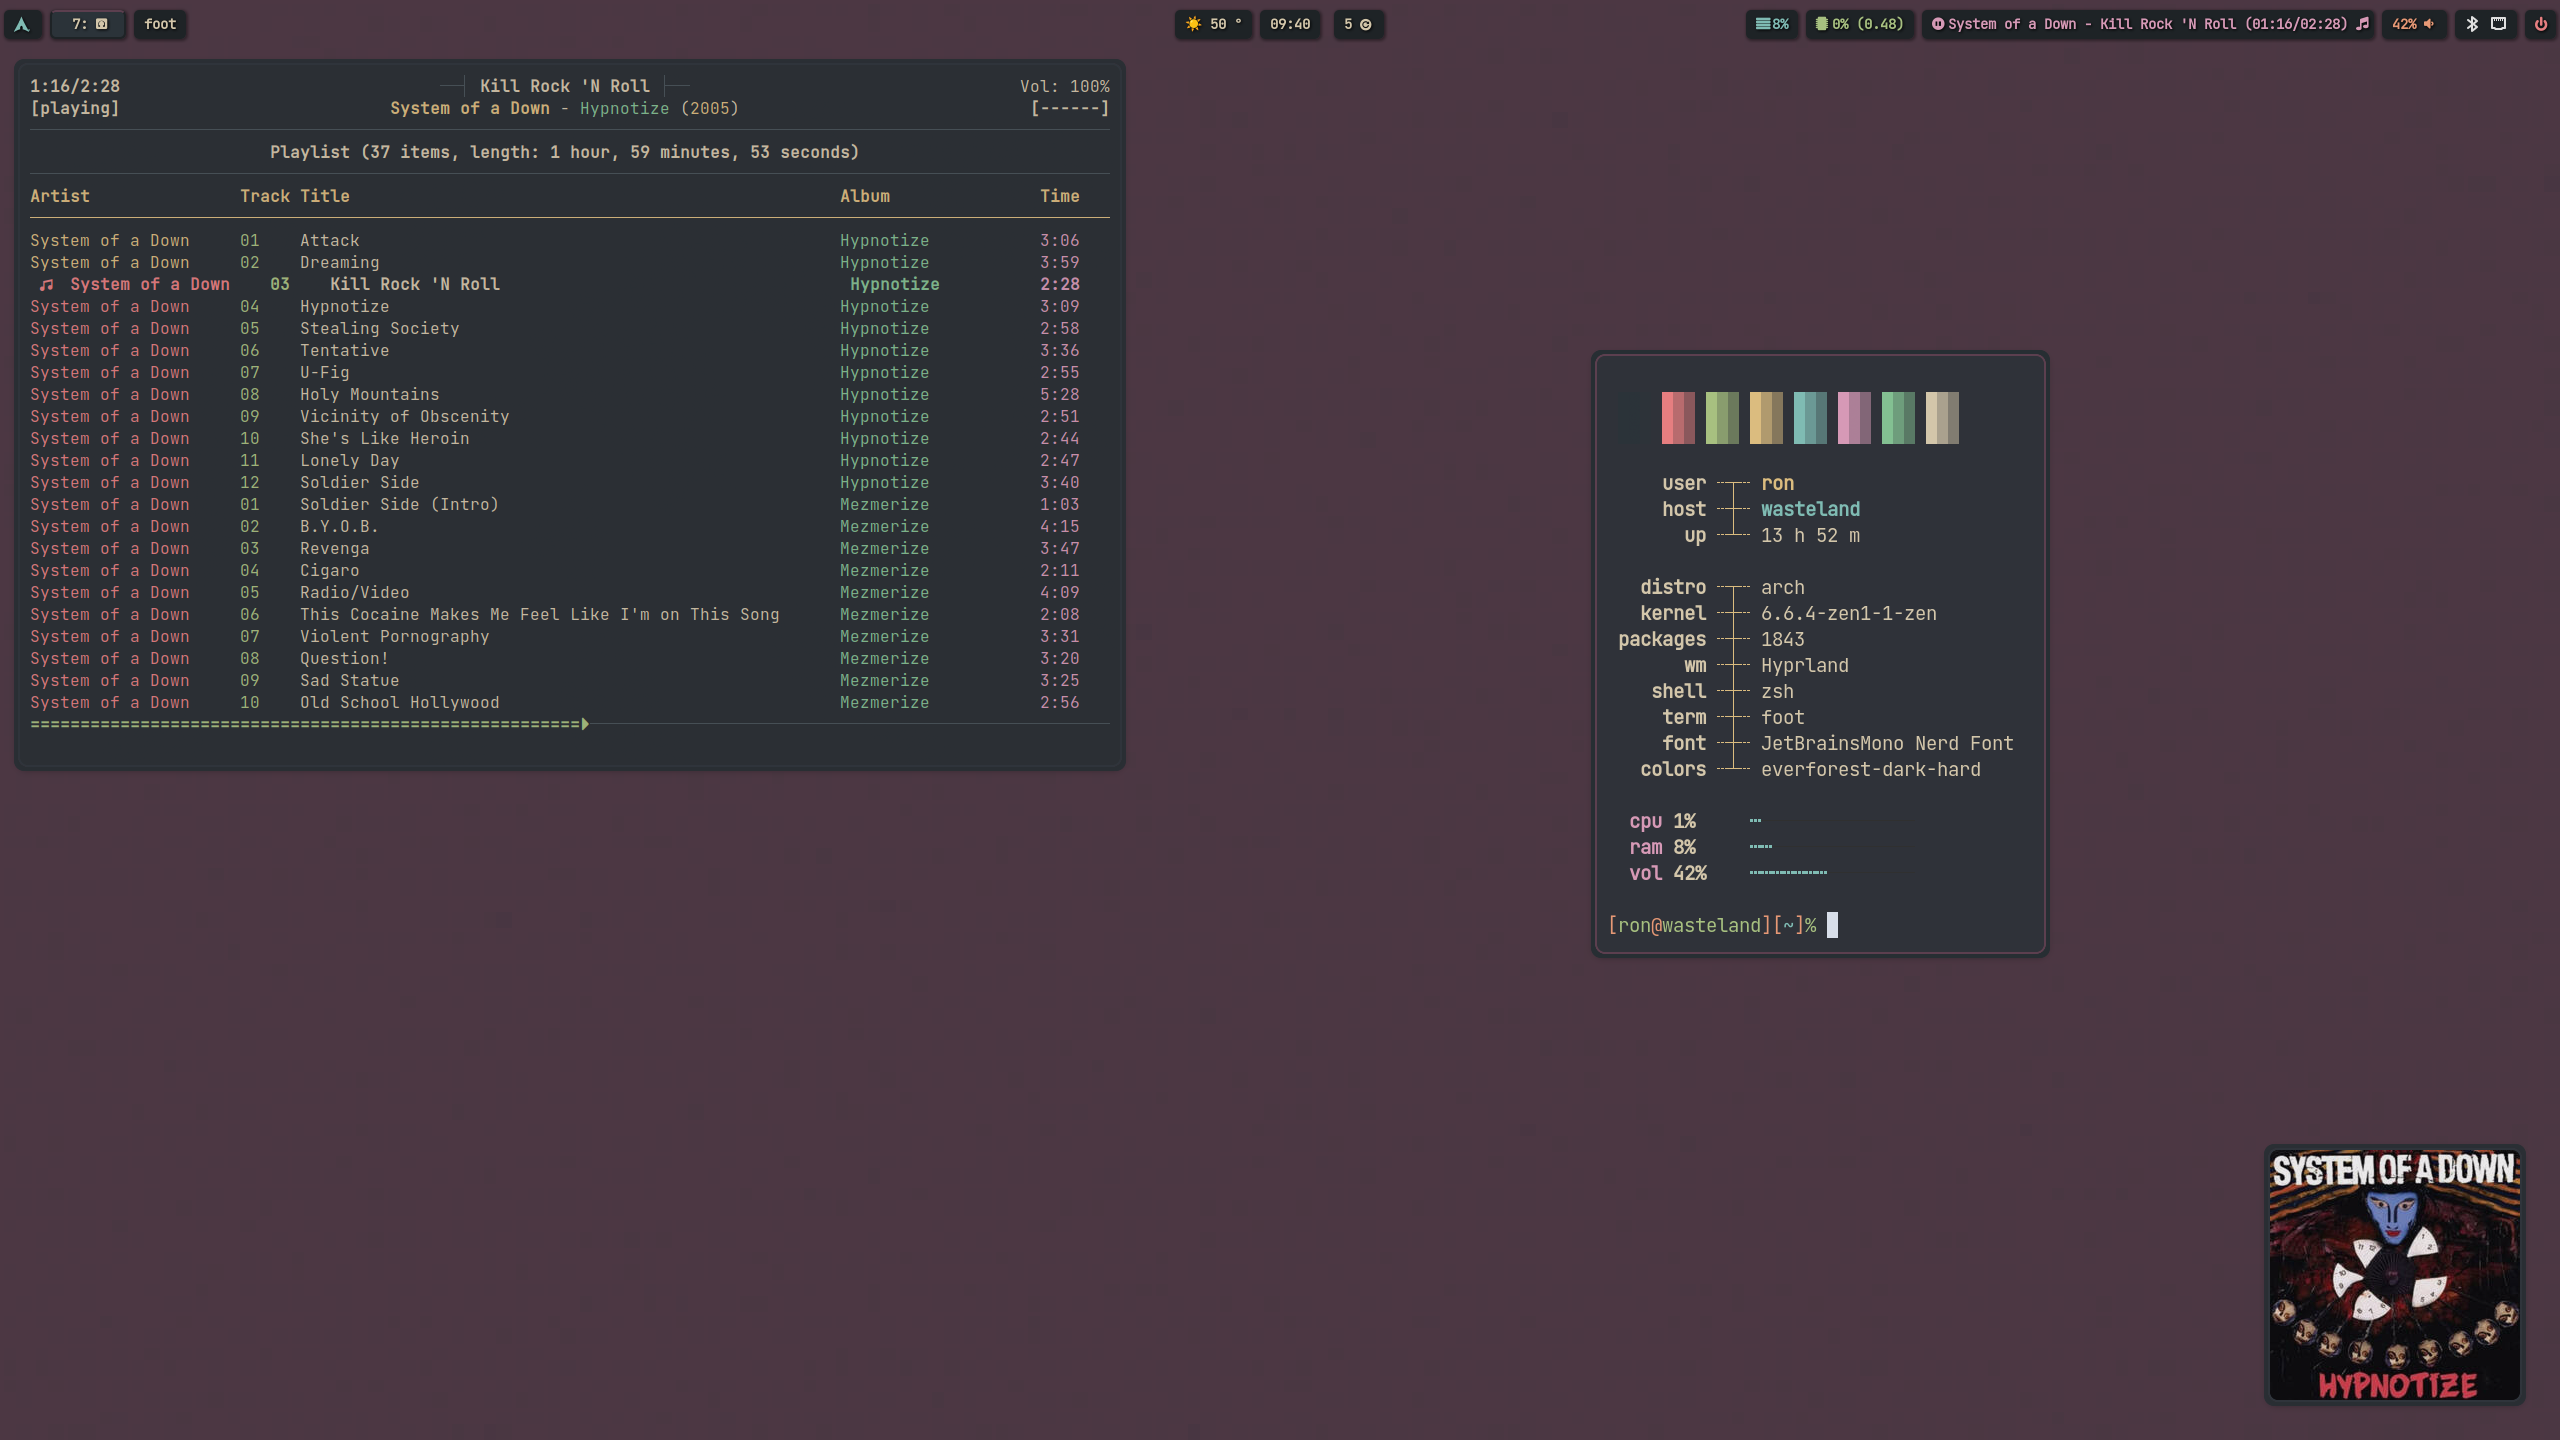 7:
foot
50 °
09:40
5
8%
0% (0.48)
System of a Down - Kill Rock 'N Roll (01:16/02:28)
42%
1:16/2:28 Kill Rock 'N Roll Vol: 100%
[playing] System of a Down - Hypnotize (2005) [------]
Playlist (37 items, length: 1 hour, 59 minutes, 53 seconds)
Artist Track Title Album Time
System of a Down 01 Attack Hypnotize 3:06
System of a Down 02 Dreaming Hypnotize 3:59
System of a Down 03 Kill Rock 'N Roll Hypnotize 2:28
System of a Down 04 Hypnotize Hypnotize 3:09
System of a Down 05 Stealing Society Hypnotize 2:58
System of a Down 06 Tentative Hypnotize 3:36
System of a Down 07 U-Fig Hypnotize 2:55
System of a Down 08 Holy Mountains Hypnotize 5:28
System of a Down 09 Vicinity of Obscenity Hypnotize 2:51
System of a Down 10 She's Like Heroin Hypnotize 2:44
System of a Down 11 Lonely Day Hypnotize 2:47
System of a Down 12 Soldier Side Hypnotize 3:40
System of a Down 01 Soldier Side (Intro) Mezmerize 1:03
System of a Down 02 B.Y.O.B. Mezmerize 4:15
System of a Down 03 Revenga Mezmerize 3:47
System of a Down 04 Cigaro Mezmerize 2:11
System of a Down 05 Radio/Video Mezmerize 4:09
System of a Down 06 This Cocaine Makes Me Feel Like I'm on This Song Mezmerize 2:08
System of a Down 07 Violent Pornography Mezmerize 3:31
System of a Down 08 Question! Mezmerize 3:20
System of a Down 09 Sad Statue Mezmerize 3:25
System of a Down 10 Old School Hollywood Mezmerize 2:56
user ron
host wasteland
up 13 h 52 m
distro arch
kernel 6.6.4-zen1-1-zen
packages 1843
wm Hyprland
shell zsh
term foot
font JetBrainsMono Nerd Font
colors everforest-dark-hard
cpu 1%
ram 8%
vol 42%
[ron@wasteland][~]%
SYSTEM OF A DOWN
HYPNOTIZE